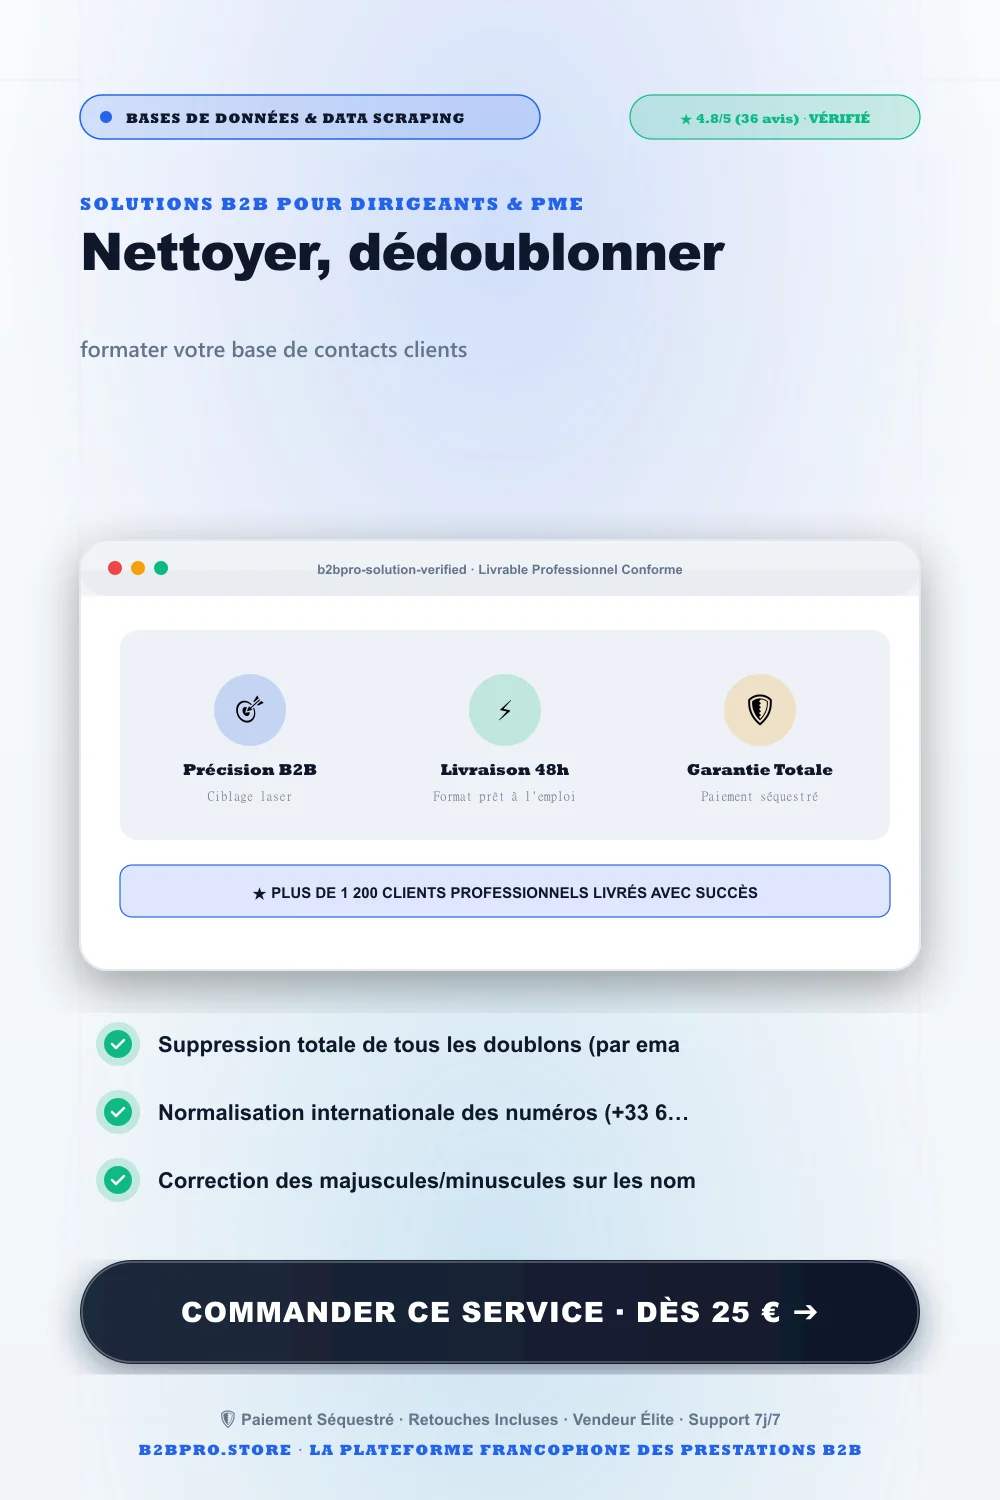 BASES DE DONNÉES & DATA SCRAPING
★ 4.8/5 (36 avis) · VÉRIFIÉ
SOLUTIONS B2B POUR DIRIGEANTS & PME
Nettoyer, dédoublonner
formater votre base de contacts clients
b2bpro-solution-verified · Livrable Professionnel Conforme
Précision B2B
Ciblage laser
Livraison 48h
Format prêt à l'emploi
Garantie Totale
Paiement séquestré
★ PLUS DE 1 200 CLIENTS PROFESSIONNELS LIVRÉS AVEC SUCCÈS
Suppression totale de tous les doublons (par ema
Normalisation internationale des numéros (+33 6…
Correction des majuscules/minuscules sur les nom
COMMANDER CE SERVICE · DÈS 25 € ➔
Paiement Séquestré · Retouches Incluses · Vendeur Élite · Support 7j/7
B2BPRO.STORE · LA PLATEFORME FRANCOPHONE DES PRESTATIONS B2B